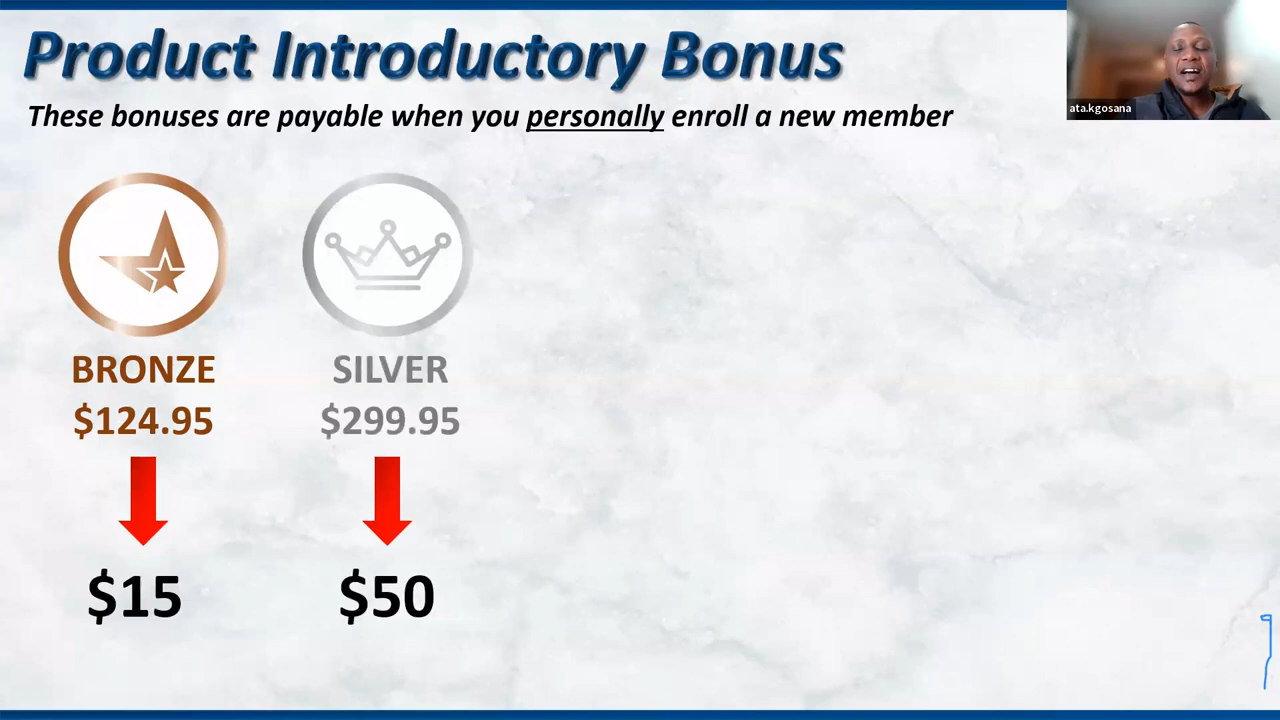 Product Introductory Bonus
These bonuses are payable when you personally enroll a new member
ata.kgosana
BRONZE
$124.95
SILVER
$299.95
$15
$50